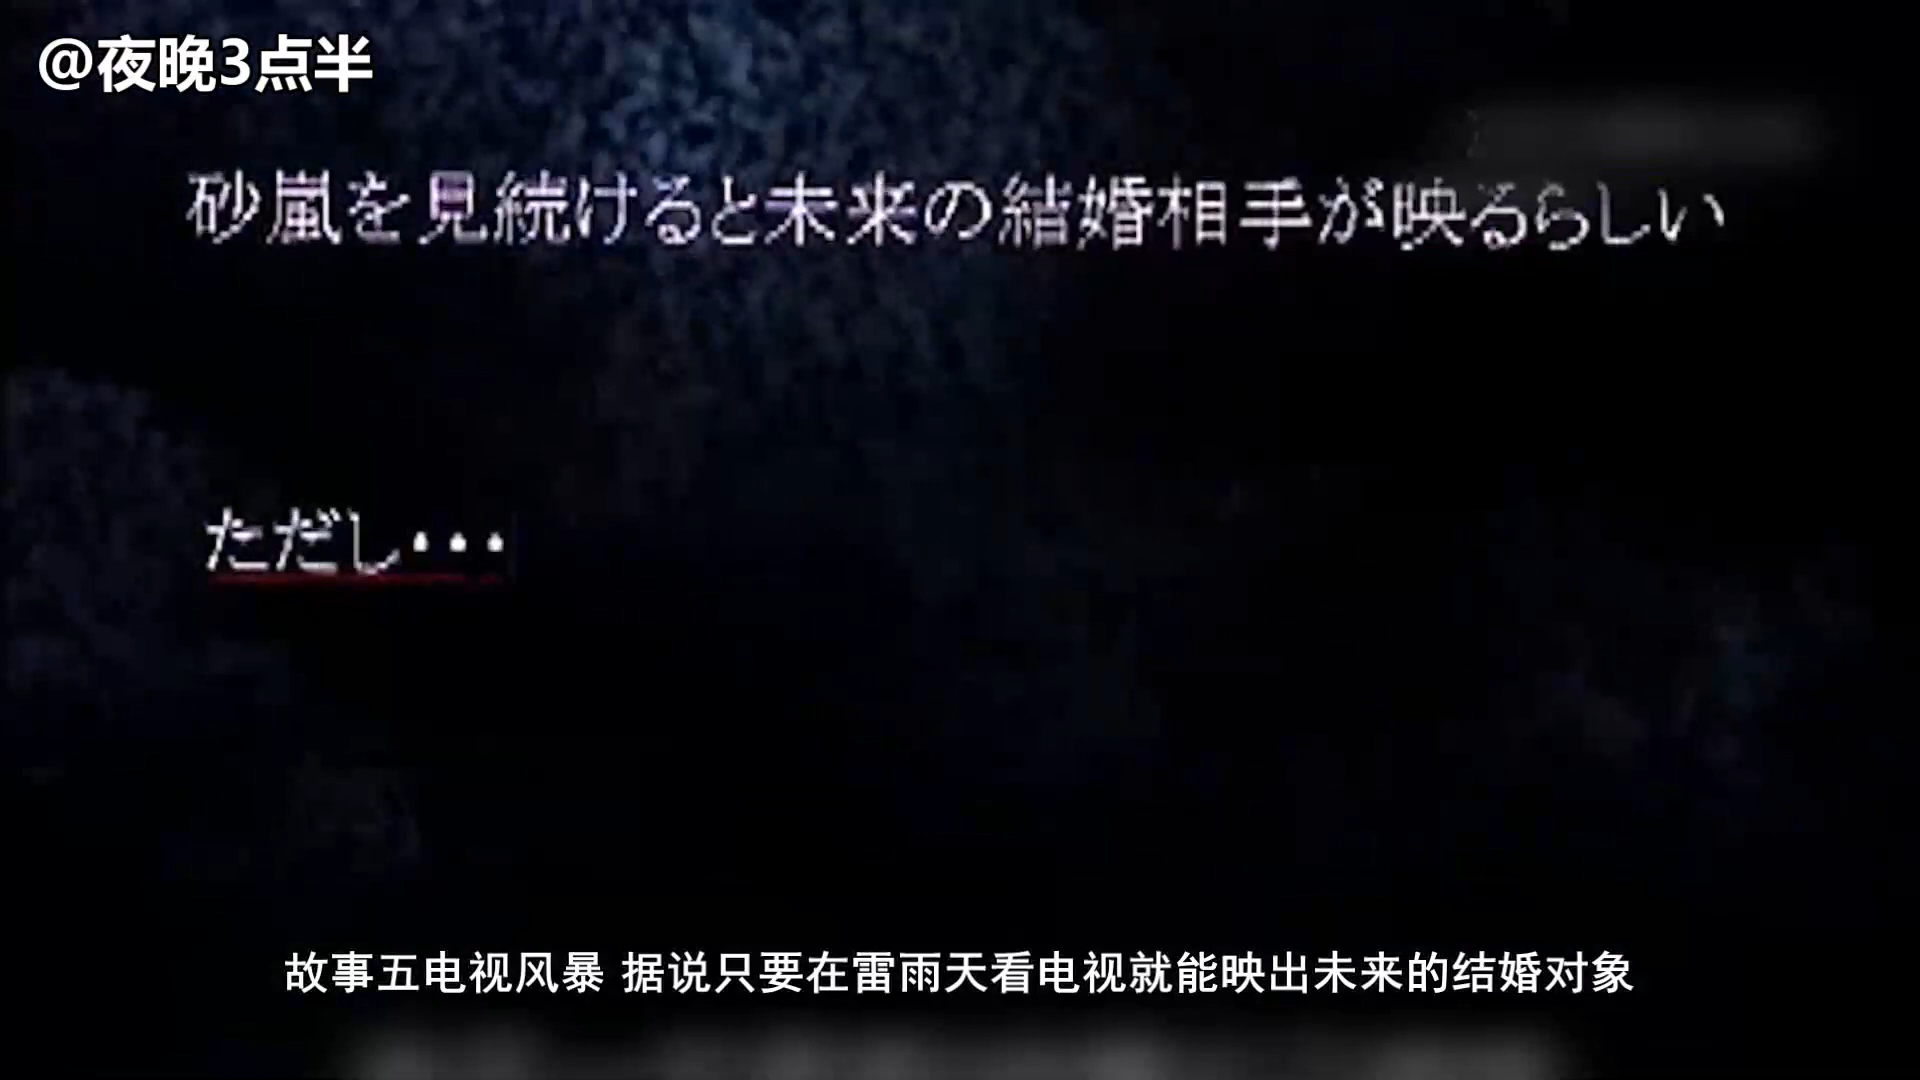 @夜晚3点半
砂嵐を見続けると未来の結婚相手が映るらしい
ただし・・・
故事五电视风暴 据说只要在雷雨天看电视就能映出未来的结婚对象